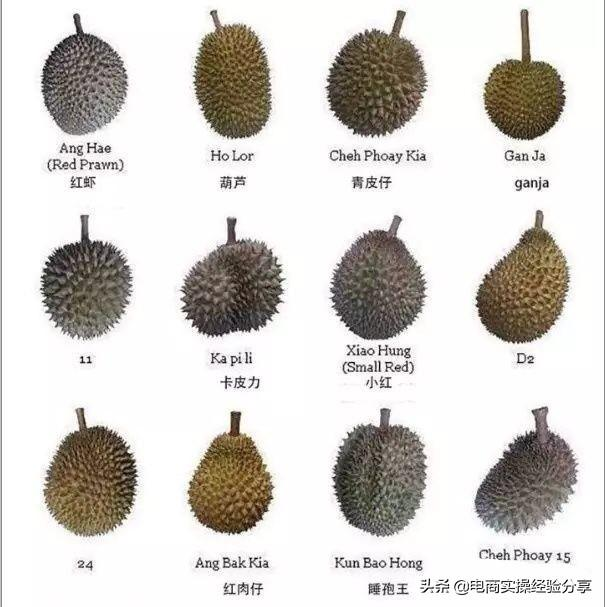 Ang Hae
(Red Prawn)
红虾
Ho Lor
葫芦
Cheh Phoay Kia
青皮仔
Gan Ja
ganja
11
Ka pi li
卡皮力
Xiao Hung
(Small Red)
小红
D2
24
Ang Bak Kia
红肉仔
Kun Bao Hong
睡孢王
Cheh Phoay 15
头条 @电商实操经验分享